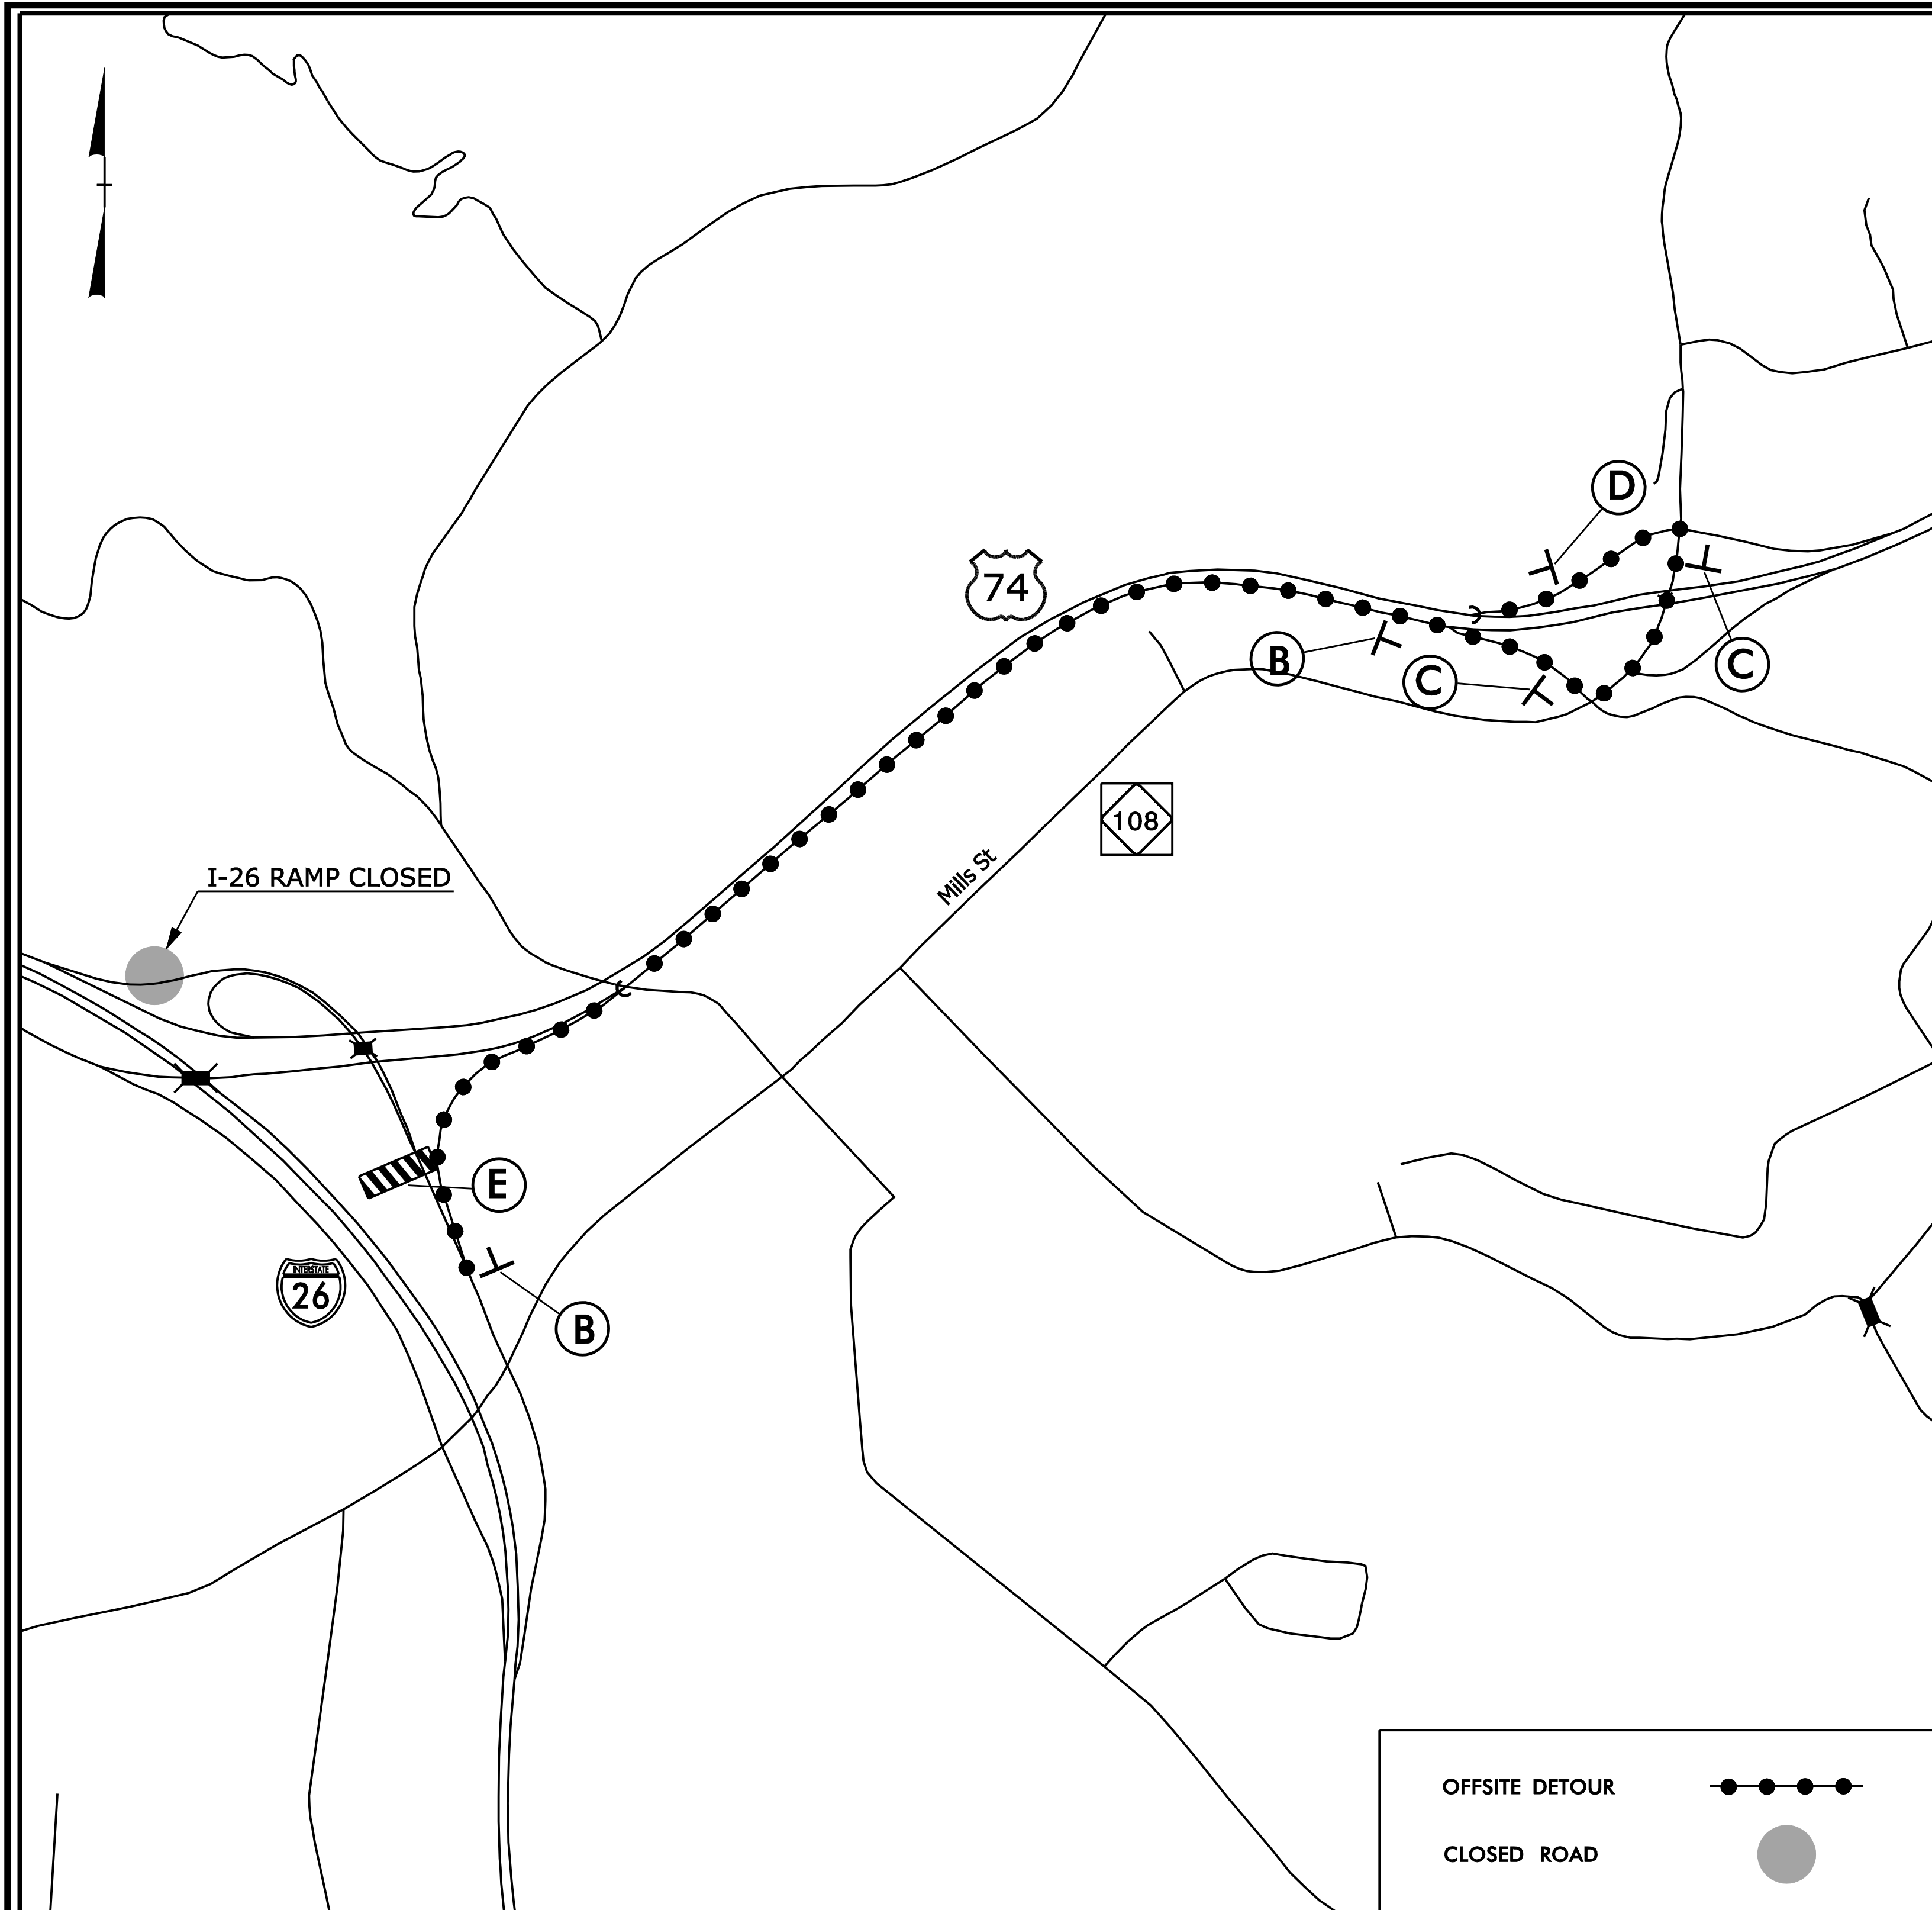 D
74
B
C
C
108
Mills St
I-26 RAMP CLOSED
E
INTERSTATE
26
B
OFFSITE DETOUR
CLOSED ROAD